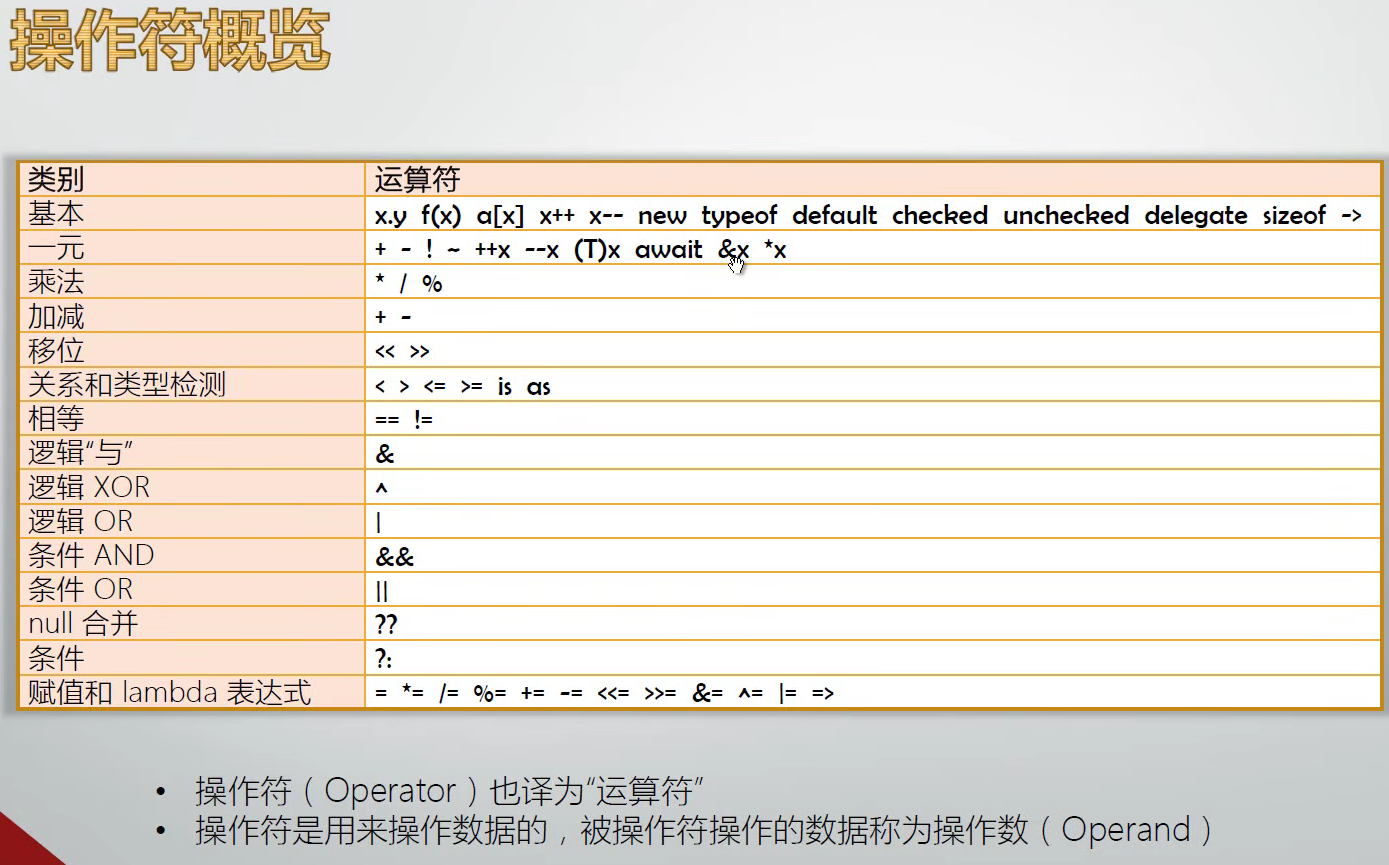 操作符概览
类别 运算符
基本 x.y f(x) a[x] x++ x-- new typeof default checked unchecked delegate sizeof ->
一元 + - ! ~ ++x --x (T)x await &x *x
乘法 * / %
加减 + -
移位 << >>
关系和类型检测 < > <= >= is as
相等 == !=
逻辑“与” &
逻辑 XOR ^
逻辑 OR |
条件 AND &&
条件 OR ||
null 合并 ??
条件 ?:
赋值和 lambda 表达式 = *= /= %= += -= <<= >>= &= ^= |= =>
• 操作符（Operator）也译为“运算符”
• 操作符是用来操作数据的，被操作符操作的数据称为操作数（Operand）